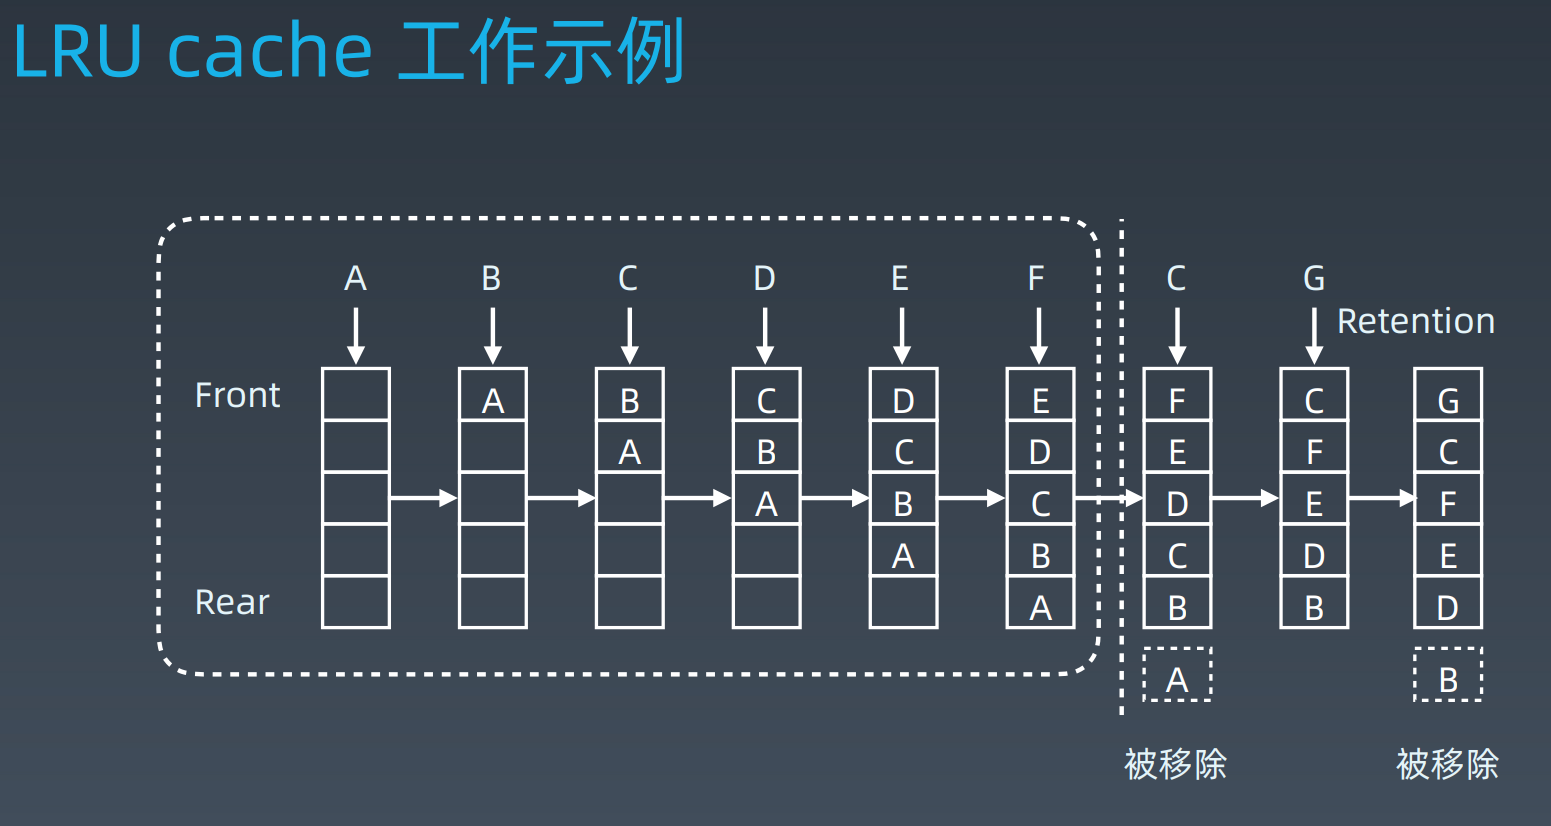 LRU cache 工作示例
A B C D E F C G
Retention
Front A B C D E F C G
A B C D E F C
A B C D E F
A B C D E
Rear A B B D
A B
被移除 被移除